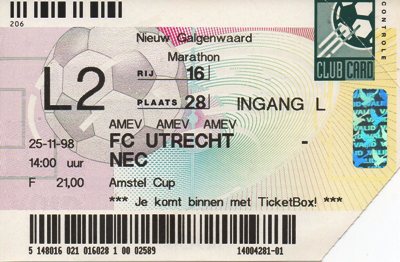 206
Nieuw Galgenwaard
Marathon
L2
RIJ 16
PLAATS 28 INGANG L
AMEV AMEV AMEV
25-11-98 FC UTRECHT -
14:00 uur NEC
F 21,00 Amstel Cup
*** Je komt binnen met TicketBox! ***
5 148016 021 016028 1 00 02589
14004281-01
CLUB CARD
CONTROLE
VALID